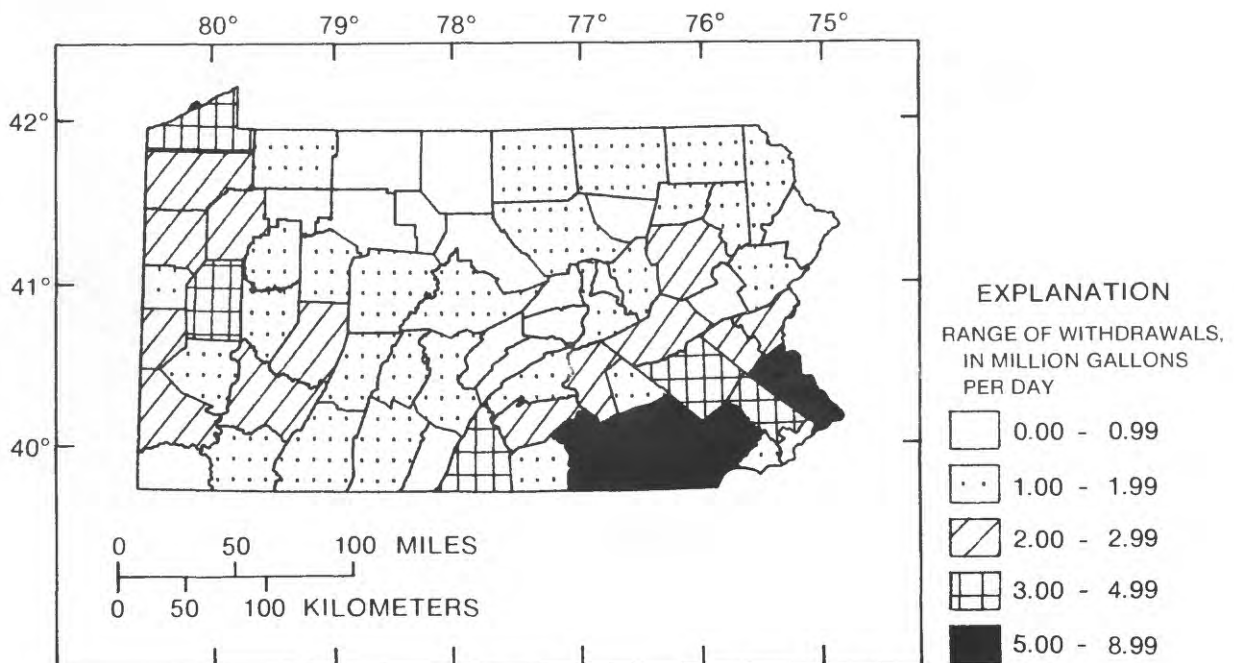 80° 79° 78° 77° 76° 75°
42°
41°
40°
0 50 100 MILES
0 50 100 KILOMETERS
EXPLANATION
RANGE OF WITHDRAWALS,
IN MILLION GALLONS
PER DAY
0.00 - 0.99
1.00 - 1.99
2.00 - 2.99
3.00 - 4.99
5.00 - 8.99